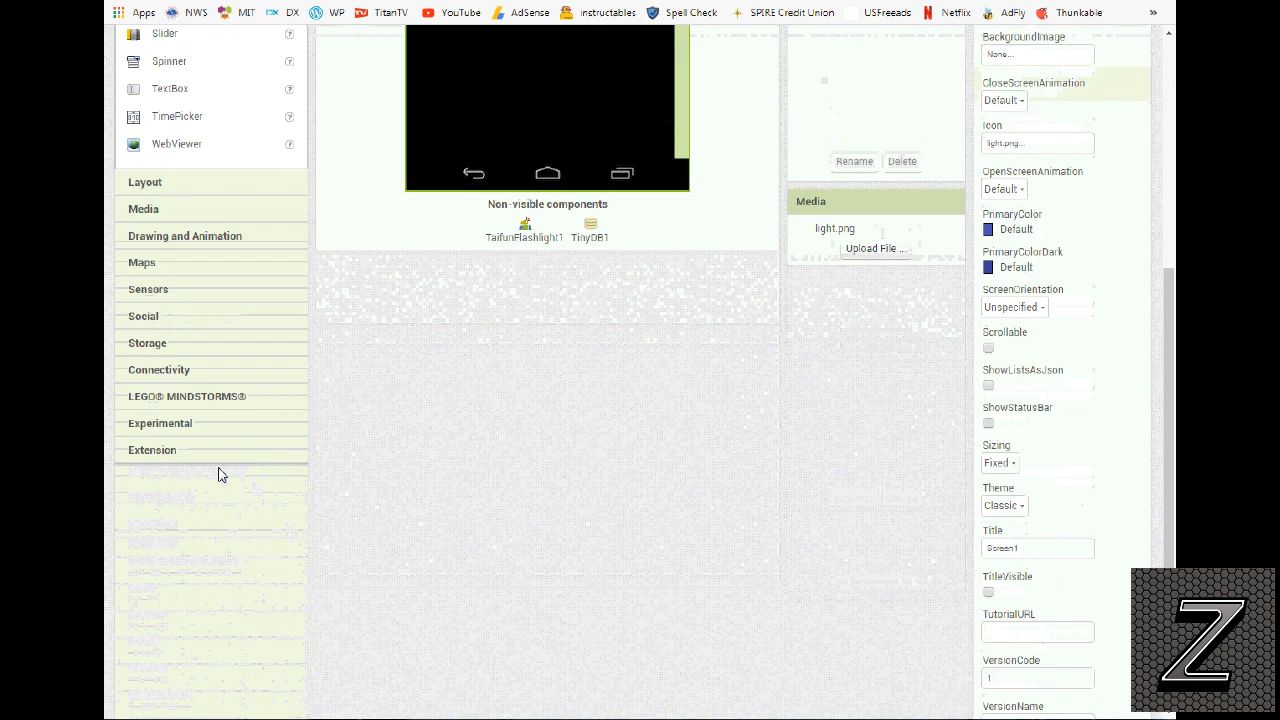 Apps NWS MIT DX WP TitanTV YouTube AdSense instructables Spell Check SPIRE Credit Union USFreads Netflix BirdFly Thunkable »
Slider ?
Spinner ?
TextBox ?
TimePicker ?
WebViewer ?
Layout
Media
Drawing and Animation
Maps
Sensors
Social
Storage
Connectivity
LEGO® MINDSTORMS®
Experimental
Extension
Non-visible components
TaifunFlashlight1 TinyDB1
Rename Delete
Media
light.png
Upload File ...
BackgroundImage
None...
CloseScreenAnimation
Default
Icon
light.png...
OpenScreenAnimation
Default
PrimaryColor
Default
PrimaryColorDark
Default
ScreenOrientation
Unspecified
Scrollable
ShowListsAsJson
ShowStatusBar
Sizing
Fixed
Theme
Classic
Title
Screen1
TitleVisible
TutorialURL
VersionCode
1
VersionName
Z